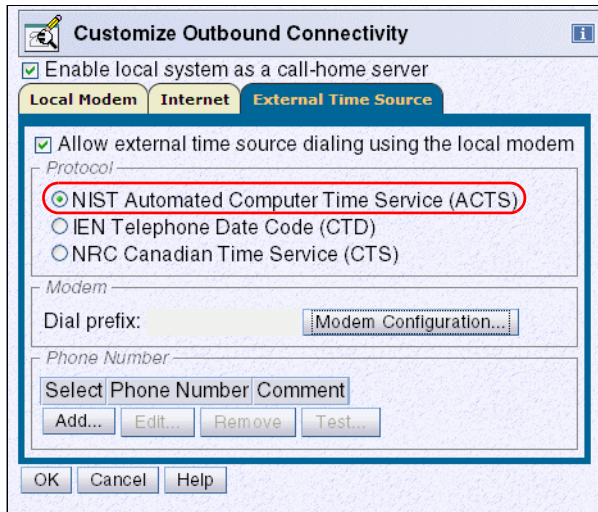 Customize Outbound Connectivity
i
Enable local system as a call-home server
Local Modem Internet External Time Source
Allow external time source dialing using the local modem
Protocol
NIST Automated Computer Time Service (ACTS)
IEN Telephone Date Code (CTD)
NRC Canadian Time Service (CTS)
Modem
Dial prefix: Modem Configuration...
Phone Number
Select Phone Number Comment
Add... Edit... Remove Test...
OK Cancel Help